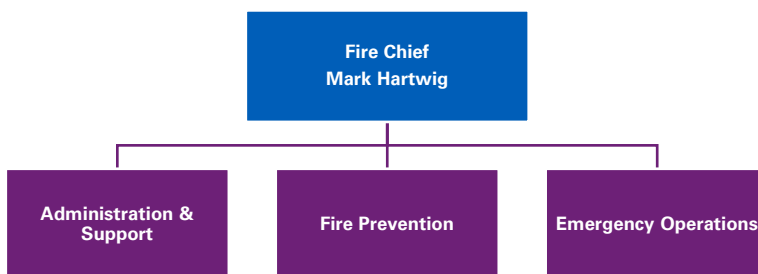 Fire Chief
Mark Hartwig
Administration &
Support
Fire Prevention
Emergency Operations